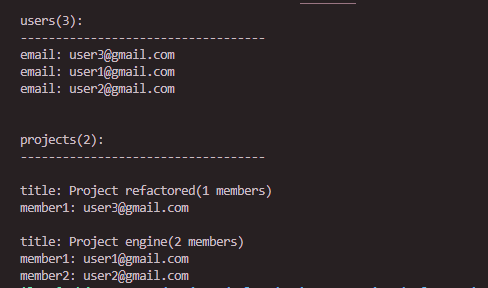 users(3):
-----------------------------------
email: user3@gmail.com
email: user1@gmail.com
email: user2@gmail.com
projects(2):
-----------------------------------
title: Project refactored(1 members)
member1: user3@gmail.com
title: Project engine(2 members)
member1: user1@gmail.com
member2: user2@gmail.com